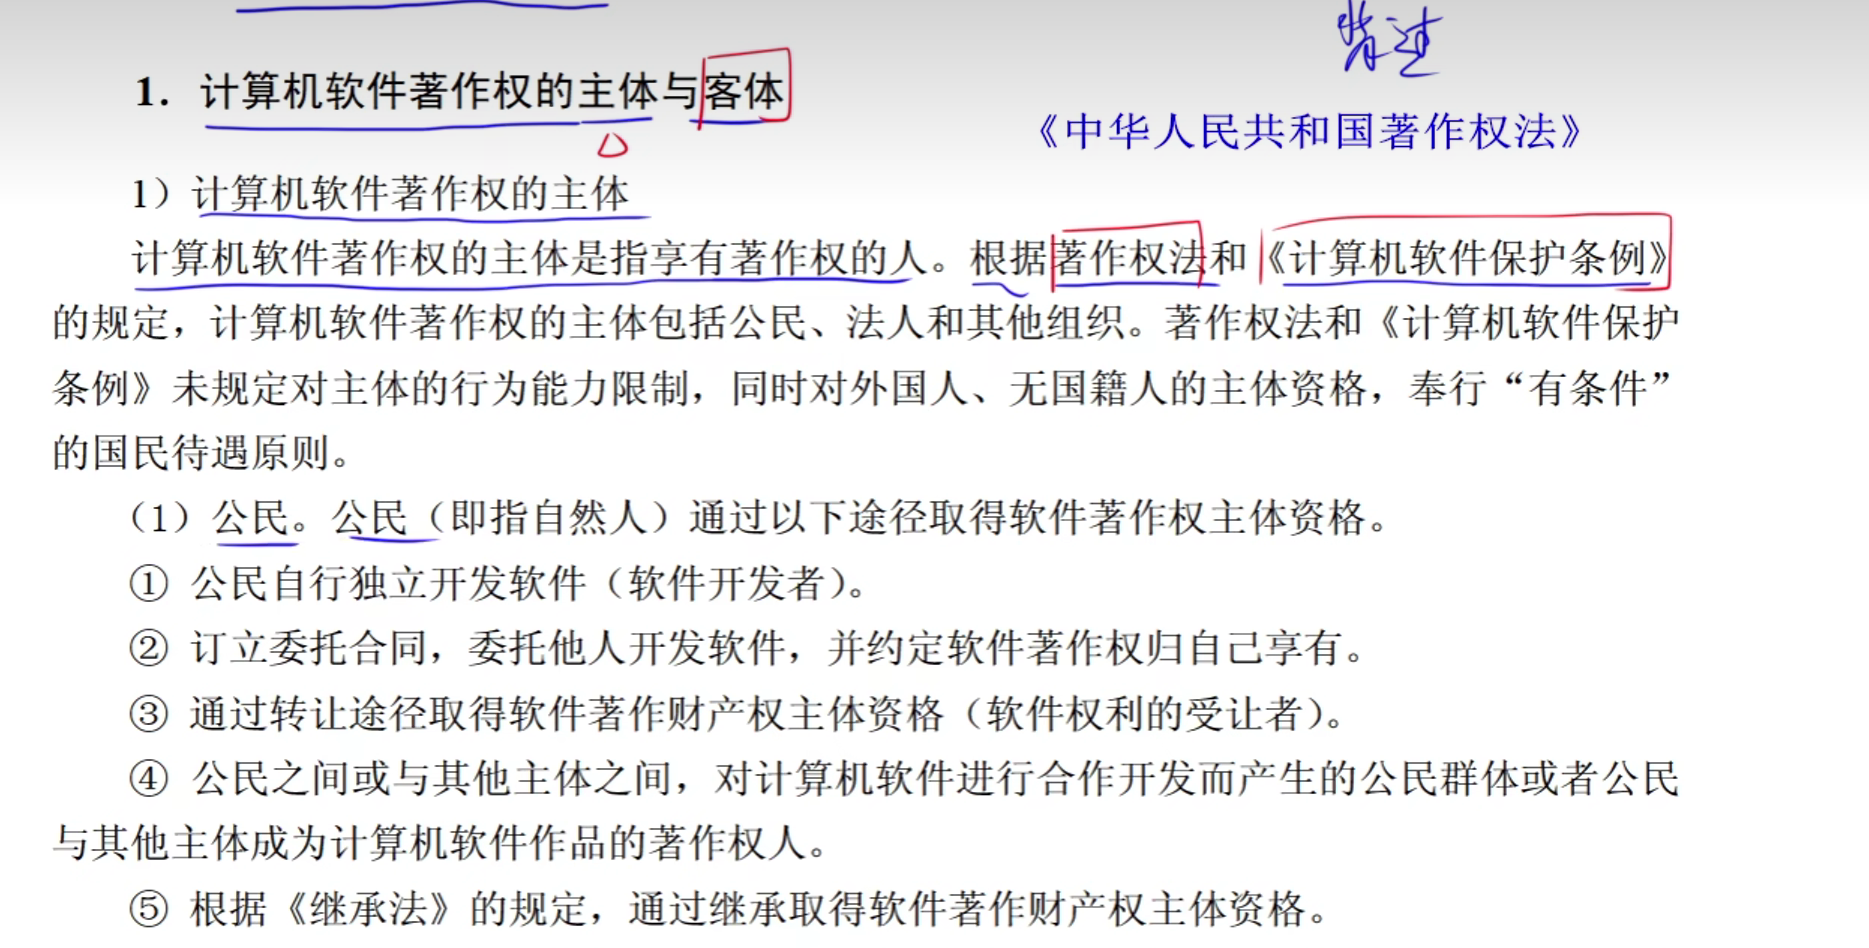 1. 计算机软件著作权的主体与客体
《中华人民共和国著作权法》
1）计算机软件著作权的主体
计算机软件著作权的主体是指享有著作权的人。根据著作权法和《计算机软件保护条例》
的规定，计算机软件著作权的主体包括公民、法人和其他组织。著作权法和《计算机软件保护
条例》未规定对主体的行为能力限制，同时对外国人、无国籍人的主体资格，奉行“有条件”
的国民待遇原则。
（1）公民。公民（即指自然人）通过以下途径取得软件著作权主体资格。
① 公民自行独立开发软件（软件开发者）。
② 订立委托合同，委托他人开发软件，并约定软件著作权归自己享有。
③ 通过转让途径取得软件著作财产权主体资格（软件权利的受让者）。
④ 公民之间或与其他主体之间，对计算机软件进行合作开发而产生的公民群体或者公民
与其他主体成为计算机软件作品的著作权人。
⑤ 根据《继承法》的规定，通过继承取得软件著作财产权主体资格。